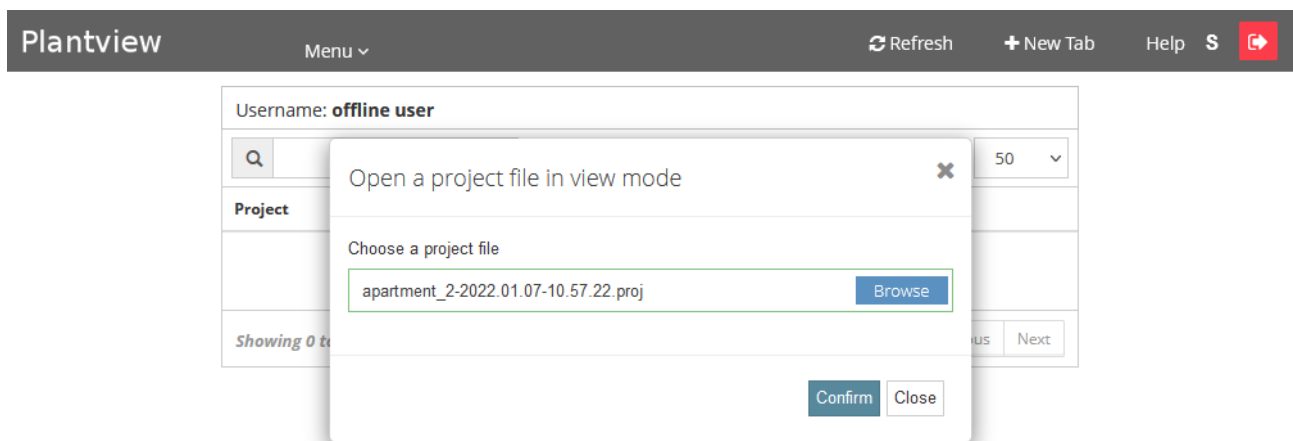 Plantview Menu Refresh New Tab Help S
Username: offline user
50
Open a project file in view mode
Project
Choose a project file
apartment_2-2022.01.07-10.57.22.proj Browse
Showing 0 Next
Confirm Close